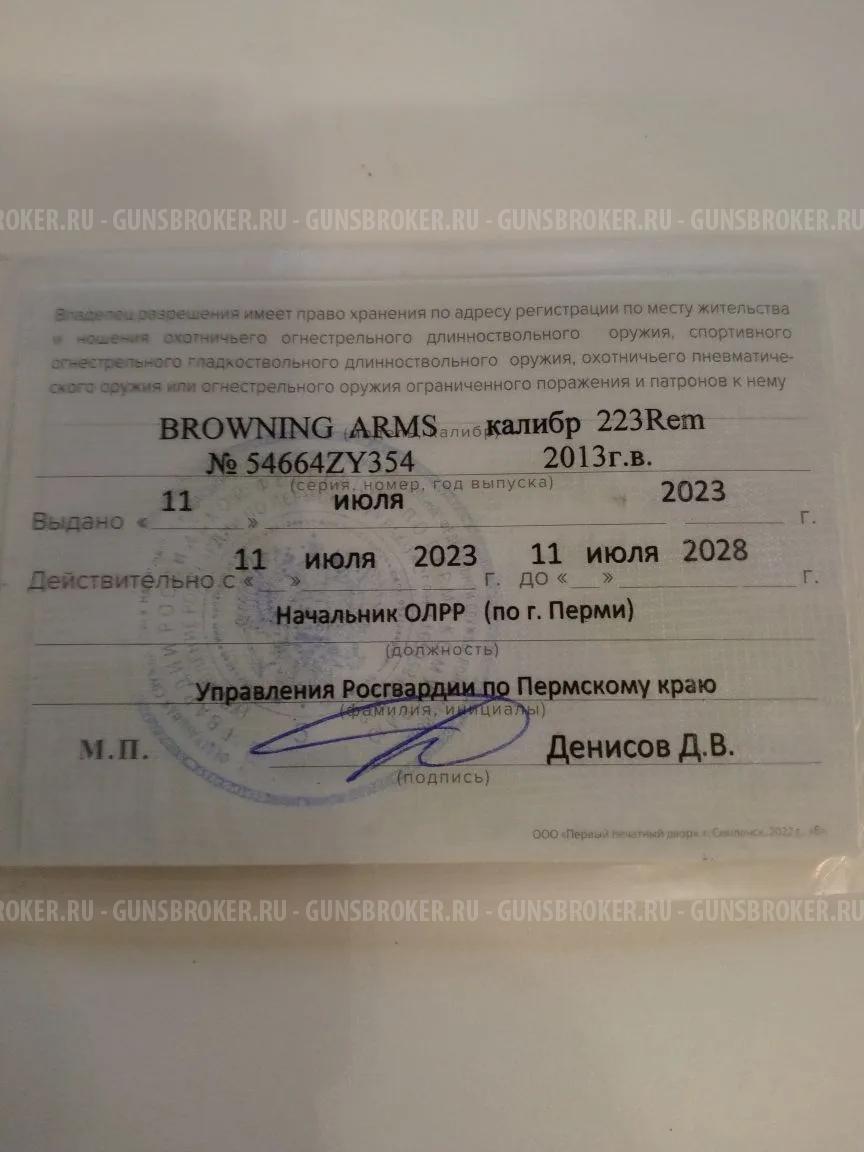 OKER.RU - GUNSBROKER.RU - GUNSBROKER.RU - GUNSBROKER.RU - GUNSBROKER.RU
Владелец разрешения имеет право хранения по адресу регистрации по месту жительства
и ношения охотничьего огнестрельного длинноствольного оружия, спортивного
огнестрельного гладкоствольного длинноствольного оружия, охотничьего пневматиче-
ского оружия или огнестрельного оружия ограниченного поражения и патронов к нему
BROWNING ARMS калибр 223Rem
калибр)
№ 54664ZY354 2013г.в.
(серия, номер, год выпуска)
Выдано « 11 » июля 2023 г.
Действительно с « 11 » июля 2023 г. до « 11 » июля 2028 г.
Начальник ОЛРР (по г. Перми)
(должность)
Управления Росгвардии по Пермскому краю
(фамилия, инициалы)
М.П. Денисов Д.В.
(подпись)
ООО «Первый печатный двор» г. Смоленск, 2022 г., «Б»
OKER.RU - GUNSBROKER.RU - GUNSBROKER.RU - GUNSBROKER.RU - GUNSBROKER.RU